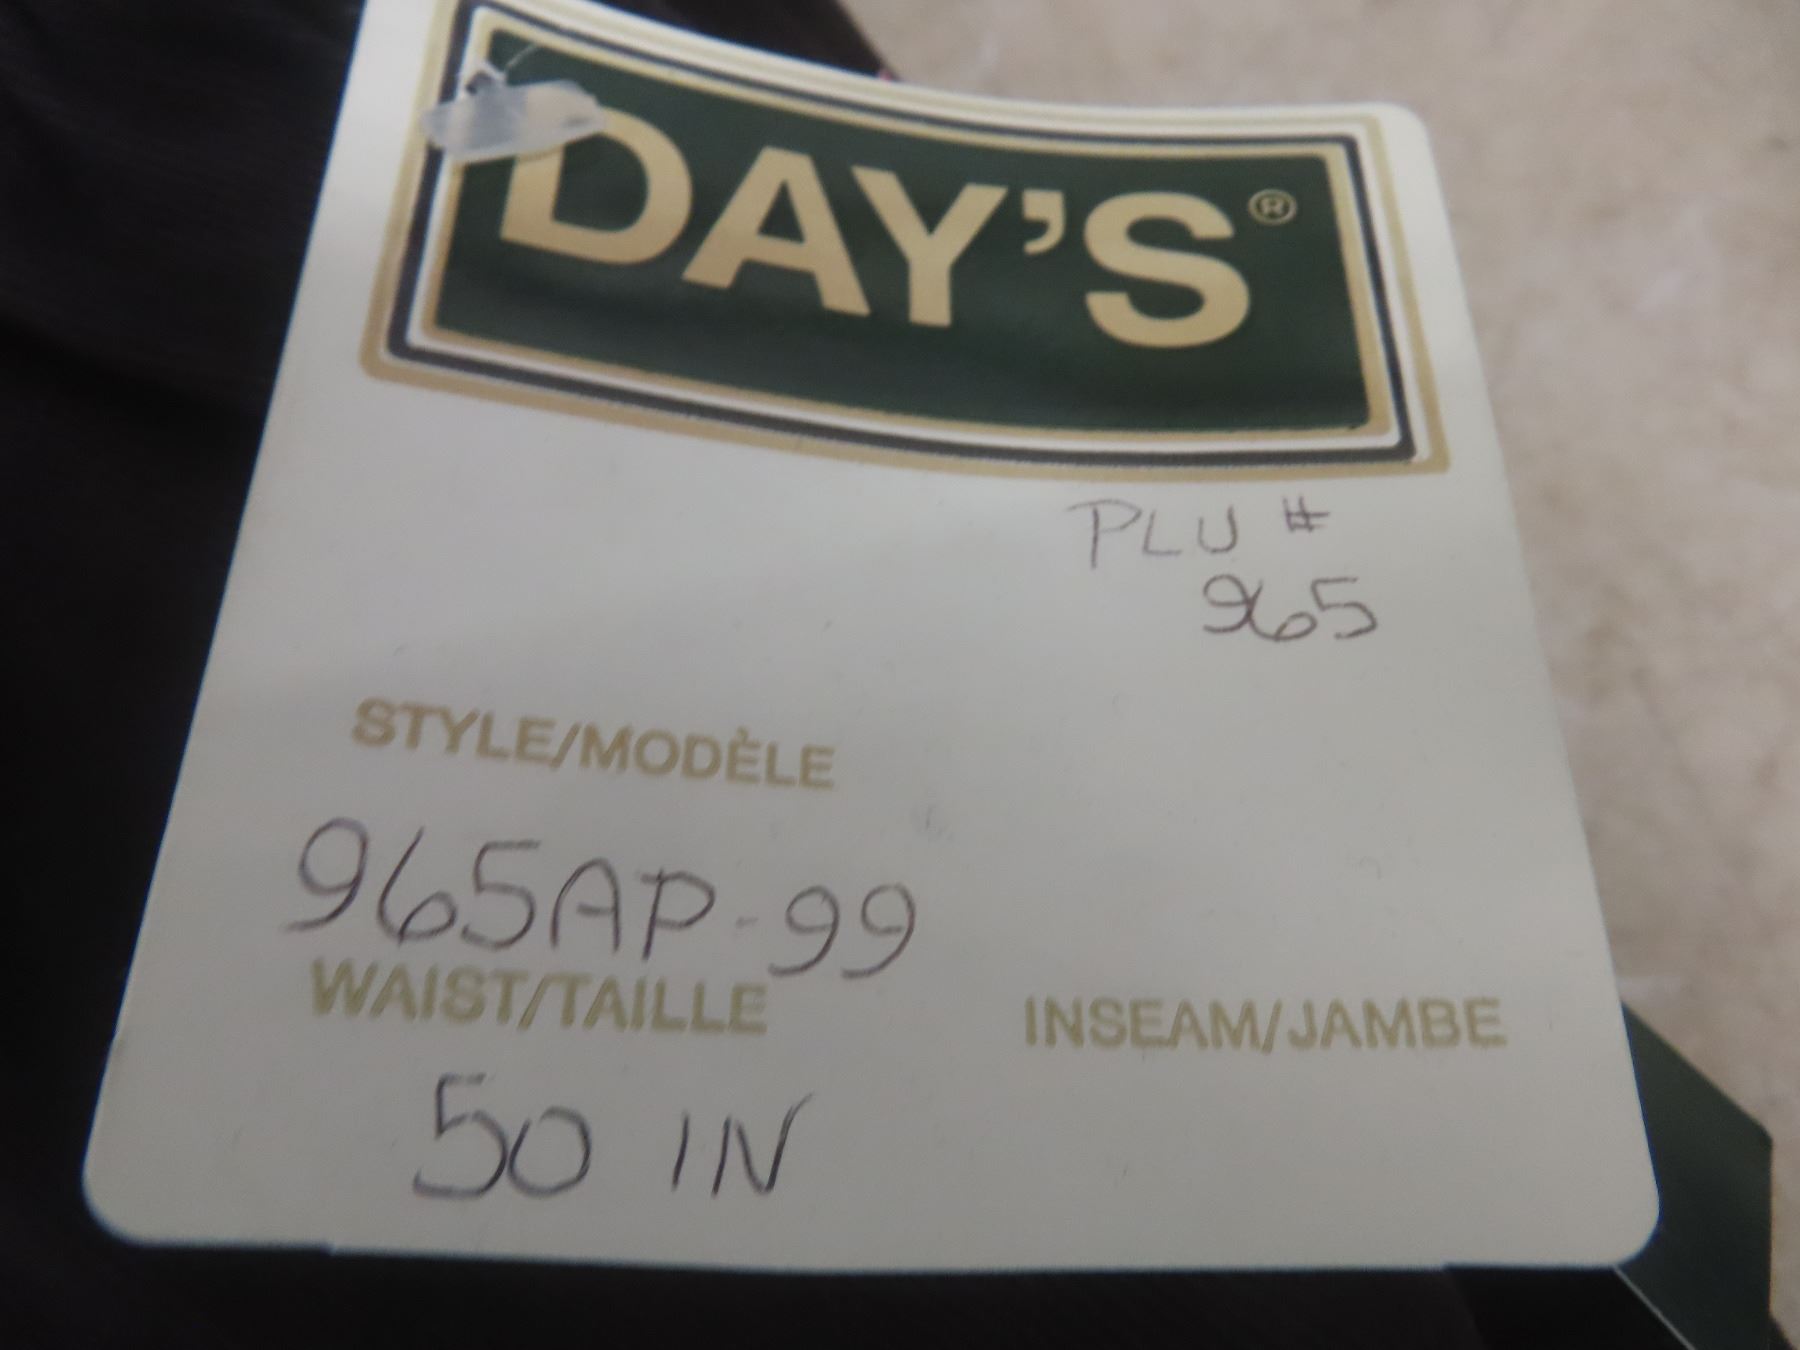 DAY'S®
PLU #
965
STYLE/MODÈLE
965AP-99
WAIST/TAILLE
INSEAM/JAMBE
50 IN